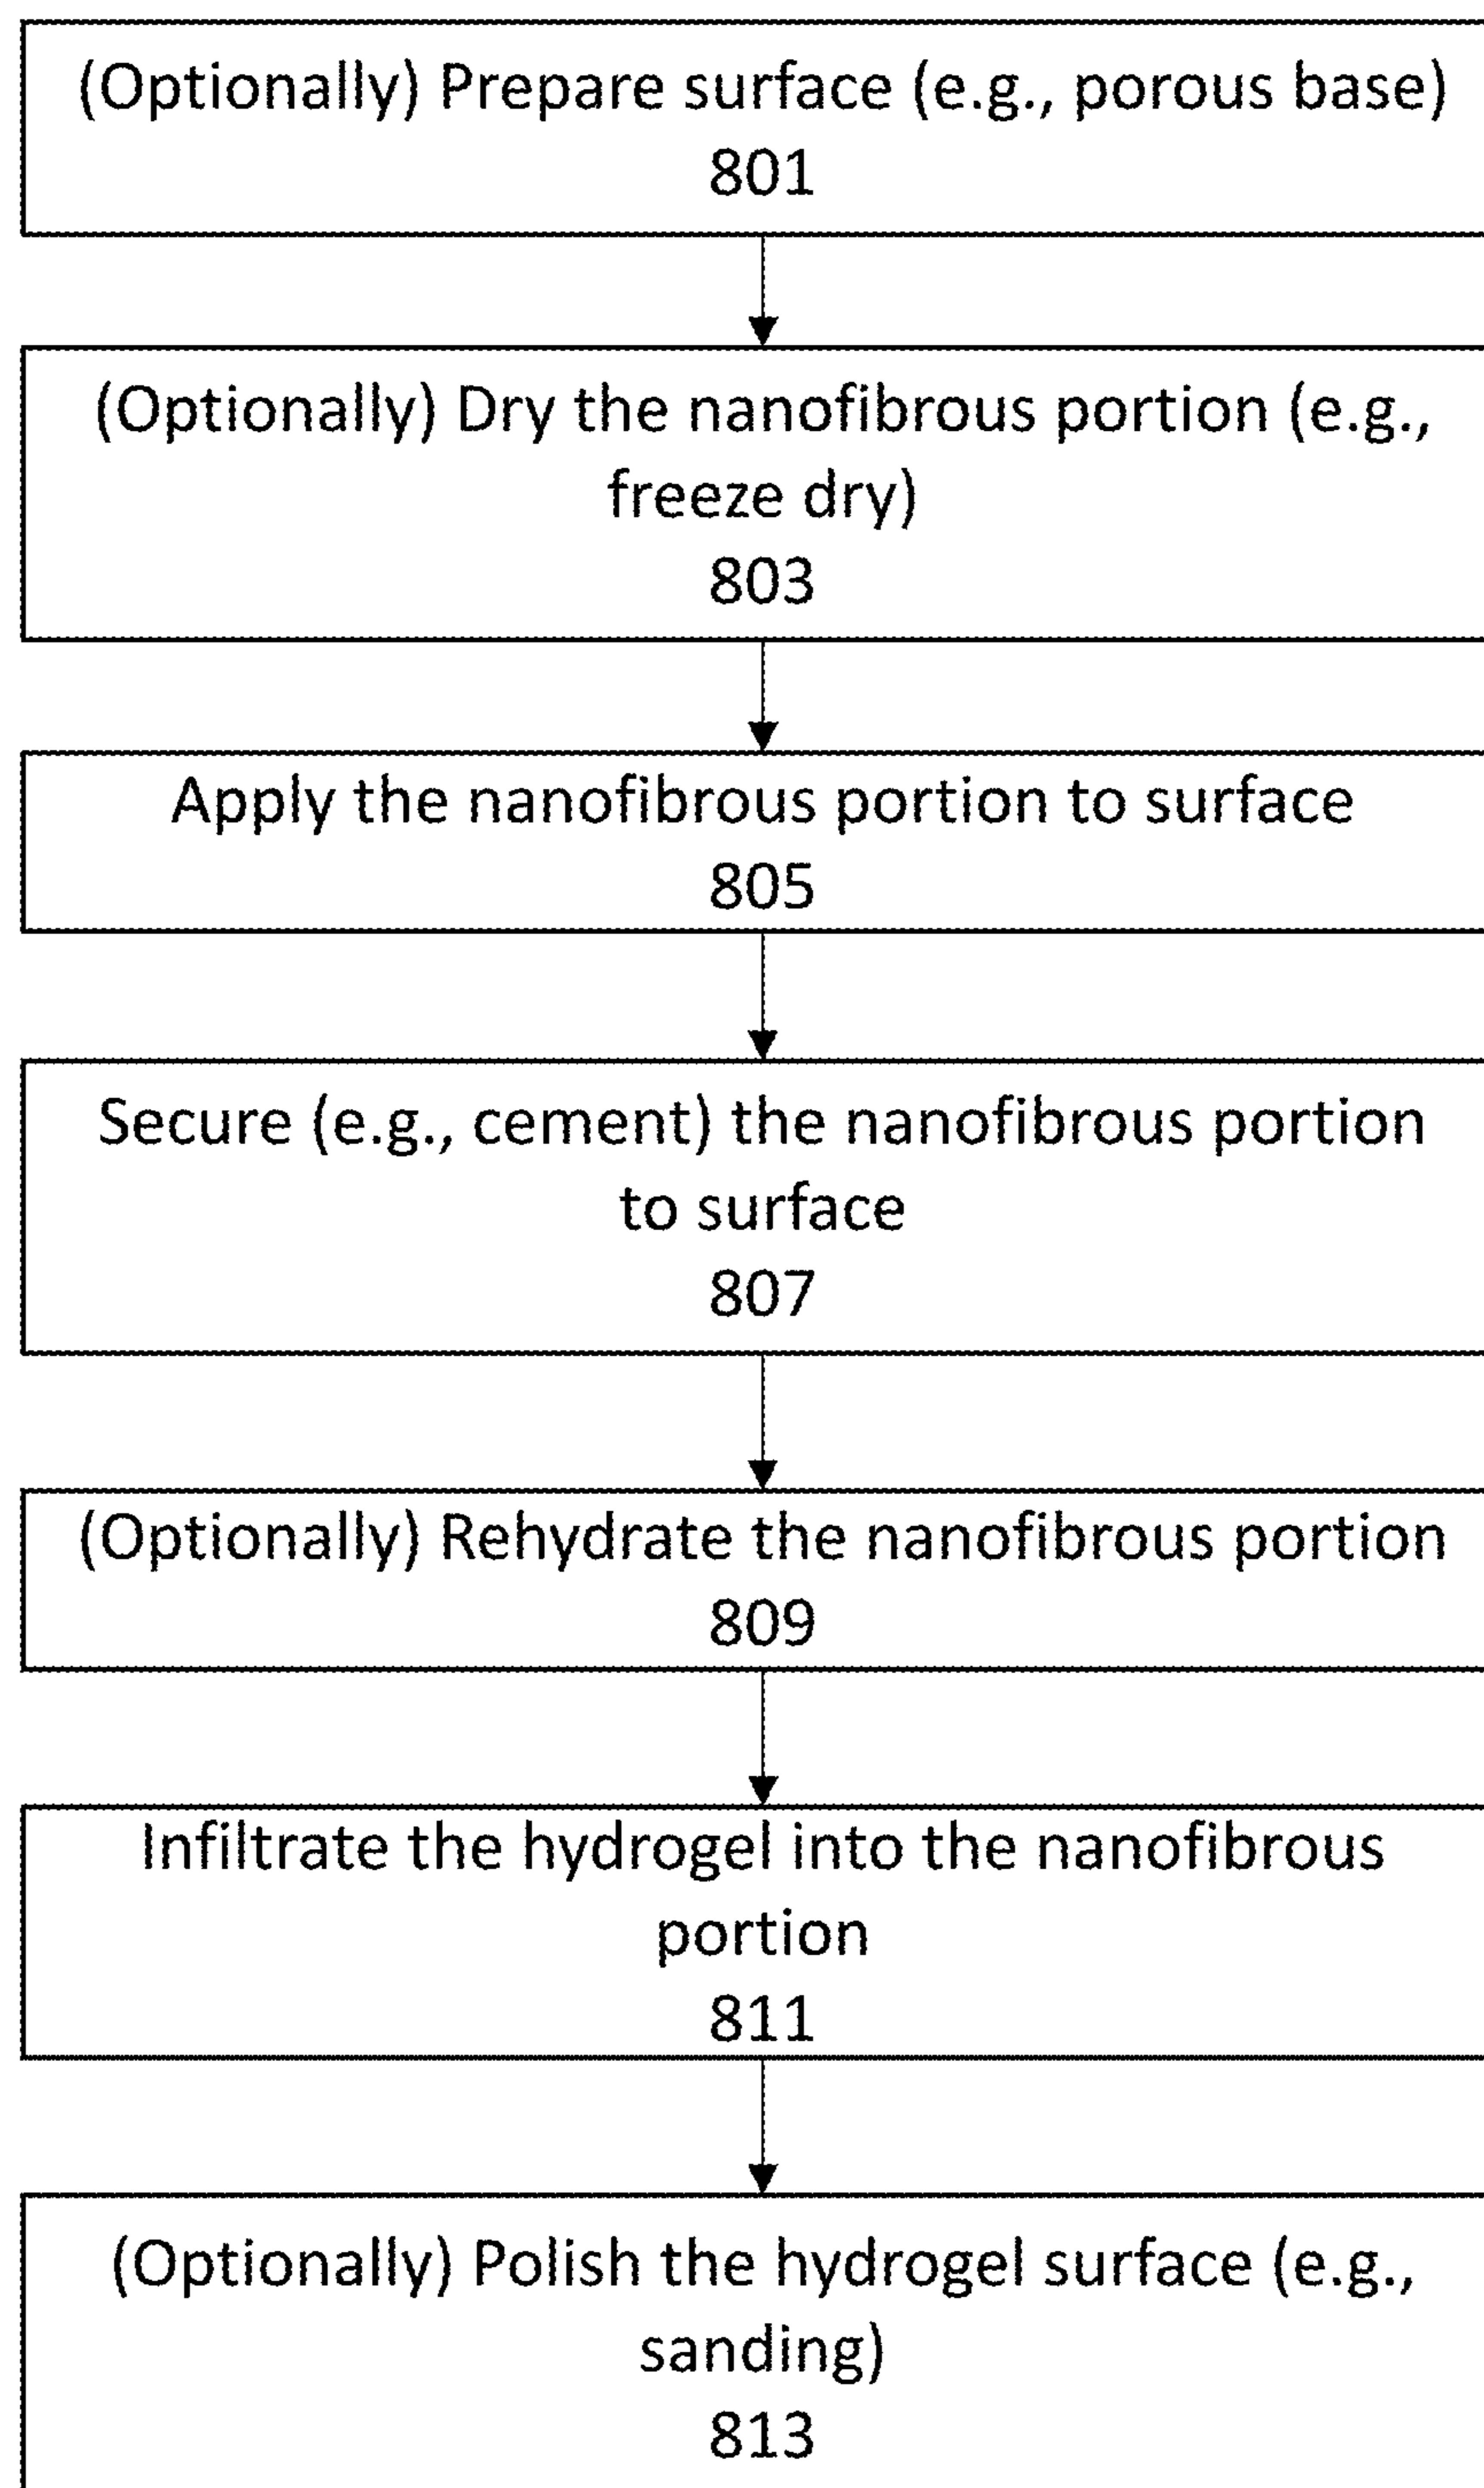 (Optionally) Prepare surface (e.g., porous base)
801
(Optionally) Dry the nanofibrous portion (e.g.,
freeze dry)
803
Apply the nanofibrous portion to surface
805
Secure (e.g., cement) the nanofibrous portion
to surface
807
(Optionally) Rehydrate the nanofibrous portion
809
Infiltrate the hydrogel into the nanofibrous
portion
811
(Optionally) Polish the hydrogel surface (e.g.,
sanding)
813